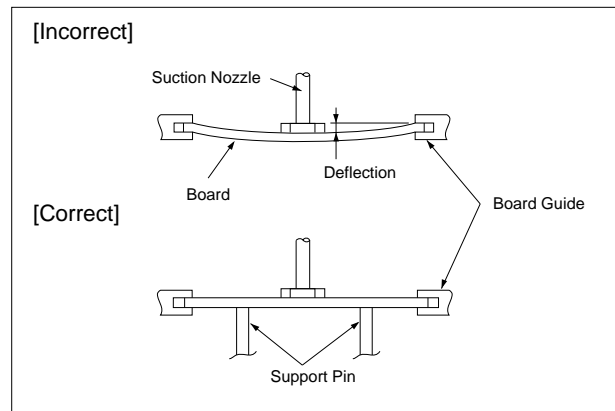 [Incorrect]
Suction Nozzle
Deflection
Board
[Correct]
Board Guide
Support Pin